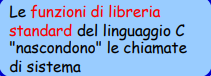 Le funzioni di libreria
standard del linguaggio C
"nascondono" le chiamate
di sistema